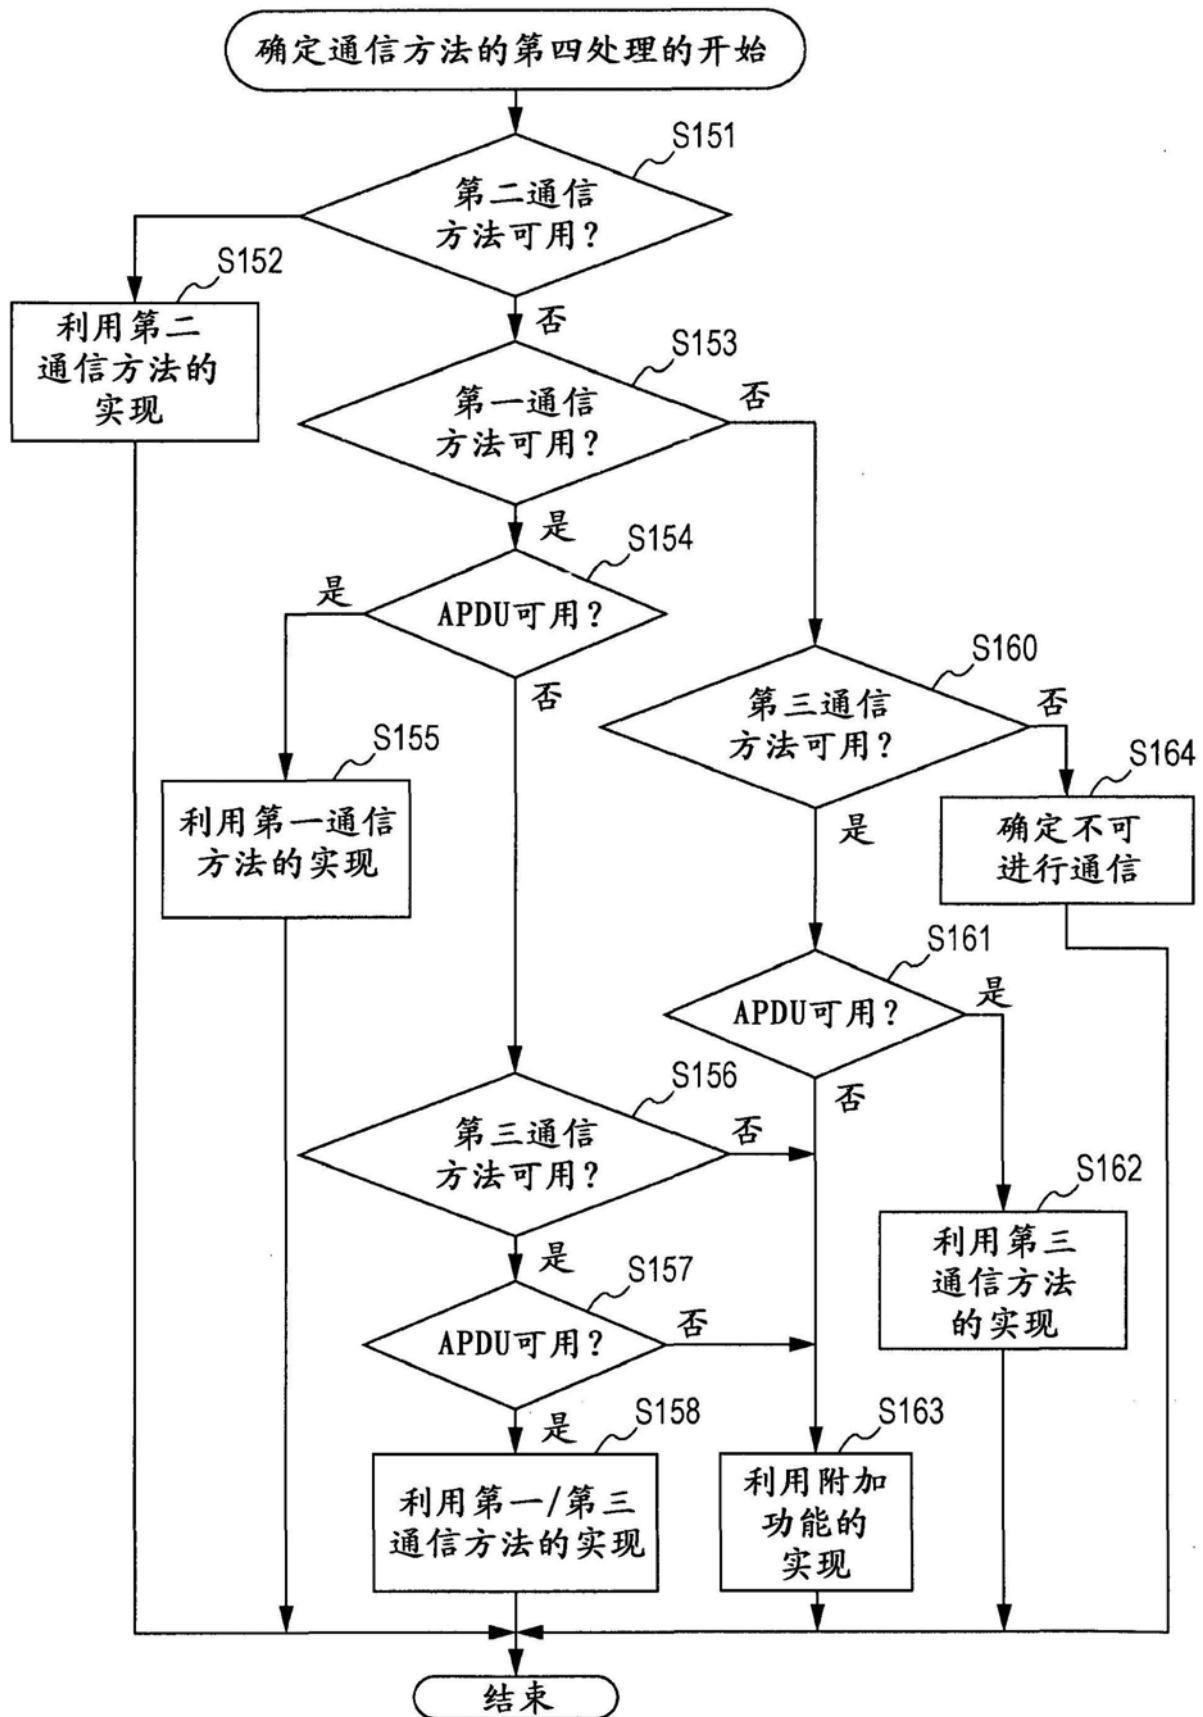 确定通信方法的第四处理的开始
S151
第二通信
方法可用？
S152
利用第二
通信方法的
实现
否
S153
第一通信
方法可用？
否
是
S154
是
APDU可用？
否
S160
第三通信
方法可用？
否
S155
利用第一通信
方法的实现
S164
确定不可
进行通信
是
S161
APDU可用？
是
否
S156
第三通信
方法可用？
否
S162
利用第三
通信方法
的实现
是
S157
APDU可用？
否
是
S158
利用第一/第三
通信方法的实现
S163
利用附加
功能的
实现
结束